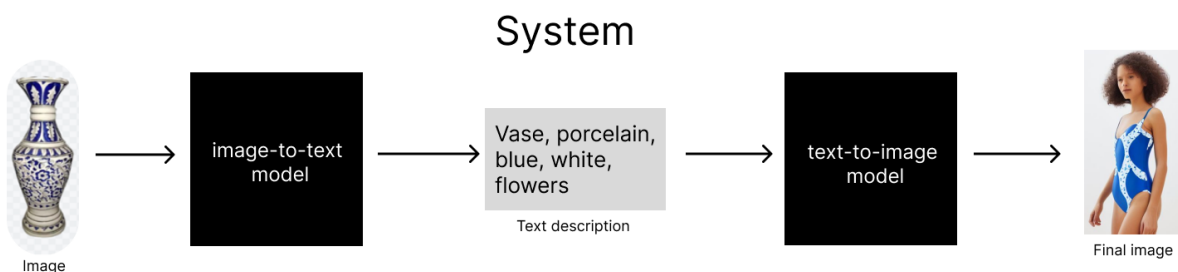 System
image-to-text
model
Vase, porcelain,
blue, white,
flowers
text-to-image
model
Text description
Image
Final image